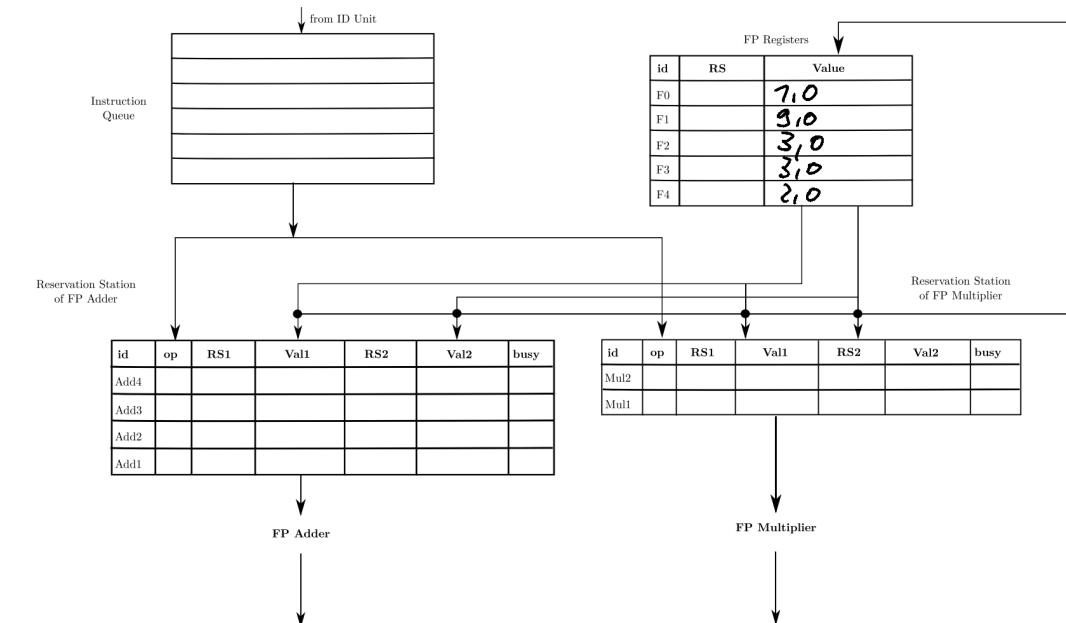 from ID Unit
Instruction
Queue
FP Registers
id RS Value
F0 7,0
F1 9,0
F2 3,0
F3 3,0
F4 2,0
Reservation Station
of FP Adder
Reservation Station
of FP Multiplier
id op RS1 Val1 RS2 Val2 busy
Add4
Add3
Add2
Add1
id op RS1 Val1 RS2 Val2 busy
Mul2
Mul1
FP Adder
FP Multiplier